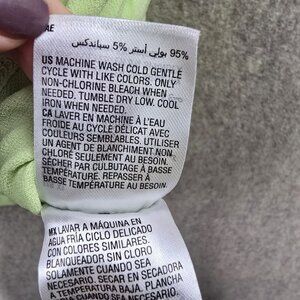 AE
95% بولي أستر 5% سباندكس
US MACHINE WASH COLD GENTLE
CYCLE WITH LIKE COLORS. ONLY
NON-CHLORINE BLEACH WHEN
NEEDED. TUMBLE DRY LOW. COOL
IRON WHEN NEEDED.
CA LAVER EN MACHINE À L'EAU
FROIDE AU CYCLE DÉLICAT AVEC
COULEURS SEMBLABLES. UTILISER
UN AGENT DE BLANCHIMENT NON
CHLORÉ SEULEMENT AU BESOIN.
SÉCHER PAR CULBUTAGE À BASSE
TEMPÉRATURE. REPASSER À
BASSE TEMPÉRATURE AU BESOIN.
MX LAVAR A MÁQUINA EN
AGUA FRÍA CICLO DELICADO
CON COLORES SIMILARES.
BLANQUEADOR SIN CLORO
SOLAMENTE CUANDO SEA
NECESARIO. SECAR EN SECADORA
A TEMPERATURA BAJA. PLANCHA
CUANDO SEA NECESARIO.